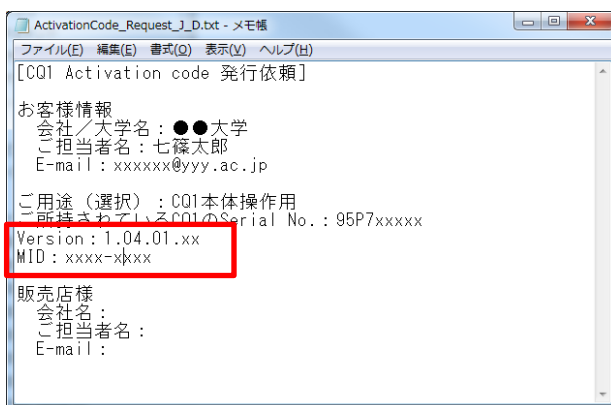 ActivationCode_Request_J_D.txt - メモ帳
ファイル(F) 編集(E) 書式(O) 表示(V) ヘルプ(H)
[CQ1 Activation code 発行依頼]
お客様情報
会社／大学名：●●大学
ご担当者名：七篠太郎
E-mail：xxxxxx@yyy.ac.jp
ご用途（選択）：CQ1本体操作用
ご所持されているCQ1のSerial No.：95P7xxxxx
Version：1.04.01.xx
MID：xxxx-xxxx
販売店様
会社名：
ご担当者名：
E-mail：